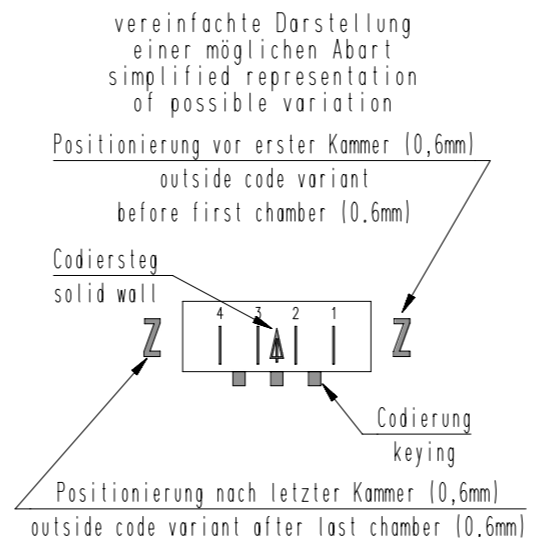 vereinfachte Darstellung
einer möglichen Abart
simplified representation
of possible variation
Positionierung vor erster Kammer (0,6mm)
outside code variant
before first chamber (0.6mm)
Codiersteg
solid wall
4 3 2 1
Z Z
Codierung
keying
Positionierung nach letzter Kammer (0,6mm)
outside code variant after last chamber (0,6mm)